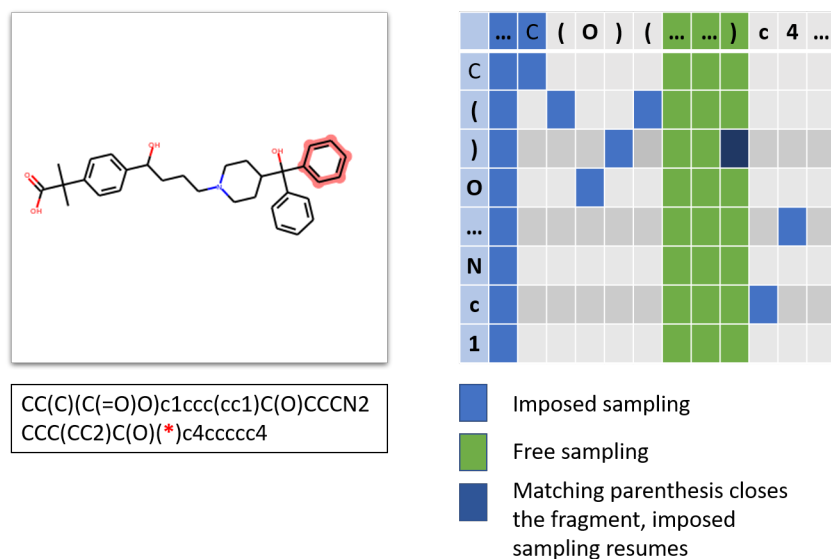 … C ( O ) ( … … ) c 4 …
C
(
)
O
…
N
c
1
O
OH
OH
N
OH
CC(C)(C(=O)O)c1ccc(cc1)C(O)CCCN2
CCC(CC2)C(O)(*)c4ccccc4
Imposed sampling
Free sampling
Matching parenthesis closes
the fragment, imposed
sampling resumes